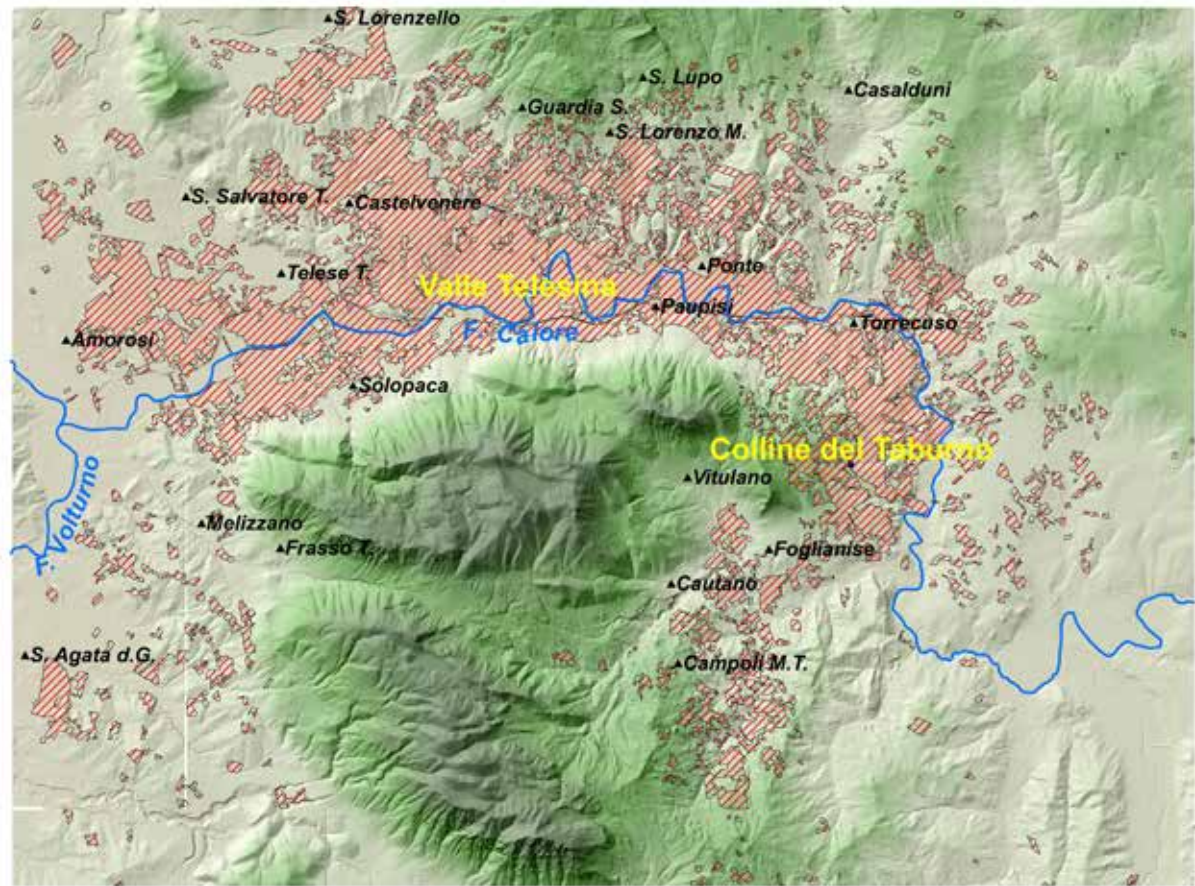 S. Lorenzello
S. Lupo
Casalduni
Guardia S.
S. Lorenzo M.
S. Salvatore T.
Castelvenere
Telese T.
Ponte
Valle Telesina
Paupisi
F. Calore
Torrecuso
Amorosi
Solopaca
Colline del Taburno
Vitulano
F. Volturno
Melizzano
Frasso T.
Foglianise
Cautano
S. Agata d.G.
Campoli M.T.